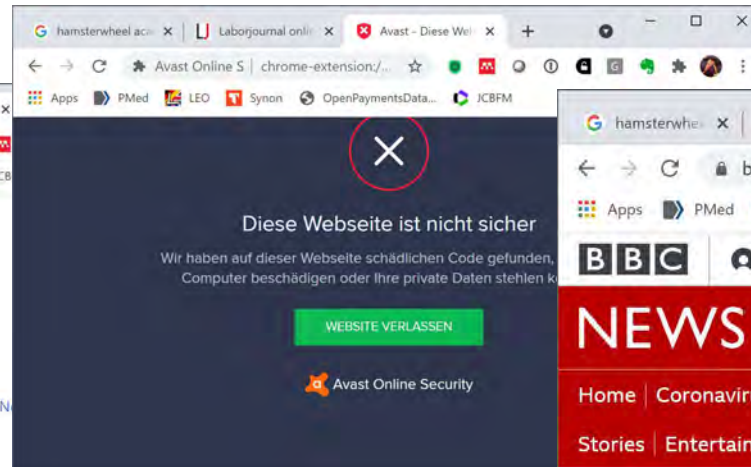 hamsterwheel aca
Laborjournal onlin
Avast - Diese We
Avast Online S | chrome-extension:/...
Apps
PMed
LEO
Synon
OpenPaymentsData...
JCBFM
Diese Webseite ist nicht sicher
Wir haben auf dieser Webseite schädlichen Code gefunden,
Computer beschädigen oder Ihre private Daten stehlen k
WEBSITE VERLASSEN
Avast Online Security
hamsterwhe
Apps
PMed
BBC
NEWS
Home
Coronavir
Stories
Entertain